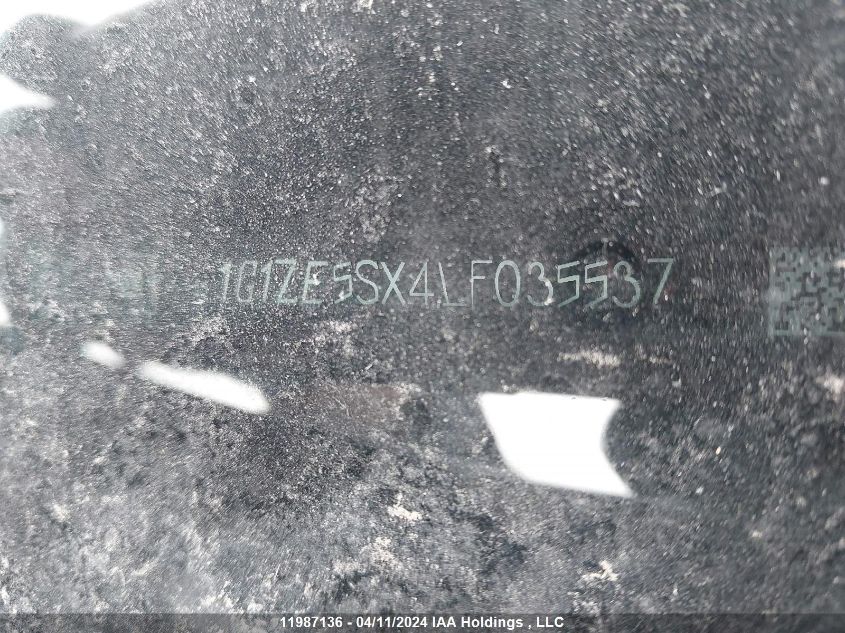 1G1ZE5SX4LF035537
11987136 - 04/11/2024 IAA Holdings , LLC